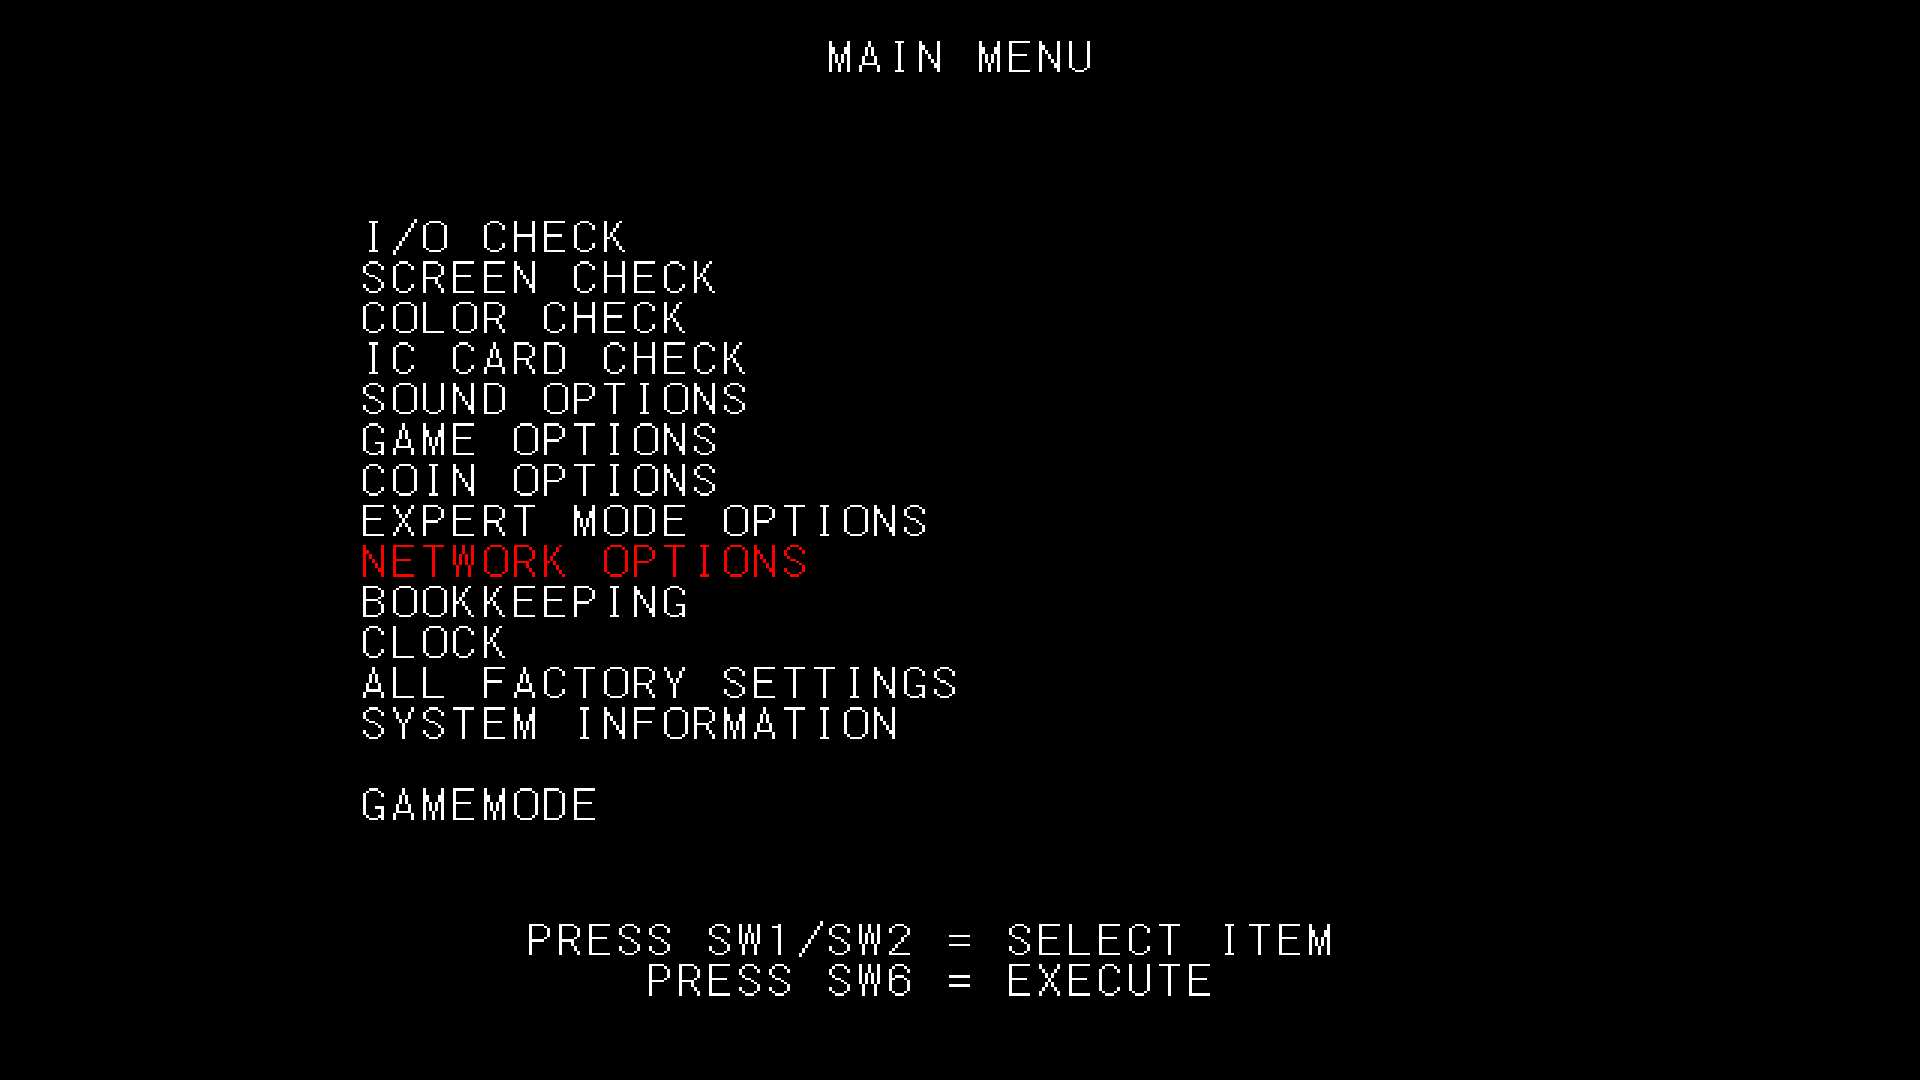 MAIN MENU
I/O CHECK
SCREEN CHECK
COLOR CHECK
IC CARD CHECK
SOUND OPTIONS
GAME OPTIONS
COIN OPTIONS
EXPERT MODE OPTIONS
NETWORK OPTIONS
BOOKKEEPING
CLOCK
ALL FACTORY SETTINGS
SYSTEM INFORMATION
GAMEMODE
PRESS SW1/SW2 = SELECT ITEM
PRESS SW6 = EXECUTE